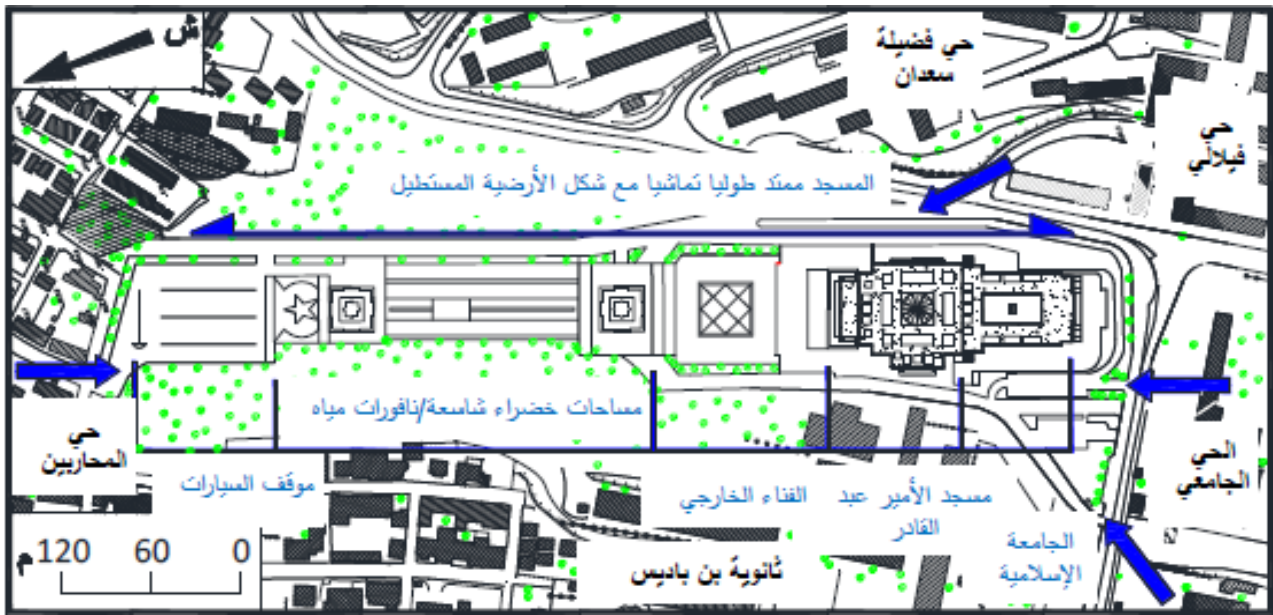 ش
حي فضيلة
سعدان
حي
فيلالي
المسجد ممتد طوليا تماشيا مع شكل الأرضية المستطيل
مساحات خضراء شاسعة/نافورات مياه
حي
المحاربين
الحي
الجامعي
موقف السيارات
الفناء الخارجي
مسجد الأمير عبد
القادر
الجامعة
الإسلامية
ثانوية بن باديس
120 60 0 م